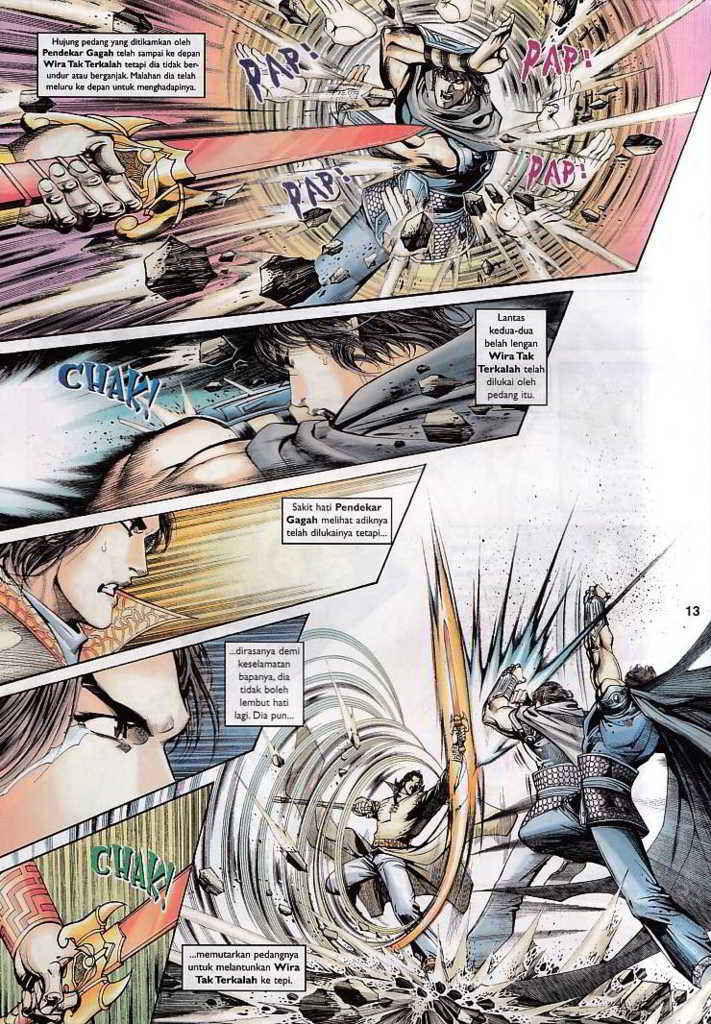 Hujung pedang yang ditikamkan oleh
Pendekar Gagah telah sampai ke depan
Wira Tak Terkalah tetapi dia tidak ber-
undur atau berganjak. Malahan dia telah
meluru ke depan untuk menghadapinya.
PAP!
PAP!
PAP!
PAP!
Lantas
kedua-dua
belah lengan
Wira Tak
Terkalah telah
dilukai oleh
pedang itu.
CHAK!
Sakit hati Pendekar
Gagah melihat adiknya
telah dilukainya tetapi...
13
...dirasanya demi
keselamatan
bapanya, dia
tidak boleh
lembut hati
lagi. Dia pun...
CHAK!
...memutarkan pedangnya
untuk melantunkan Wira
Tak Terkalah ke tepi.